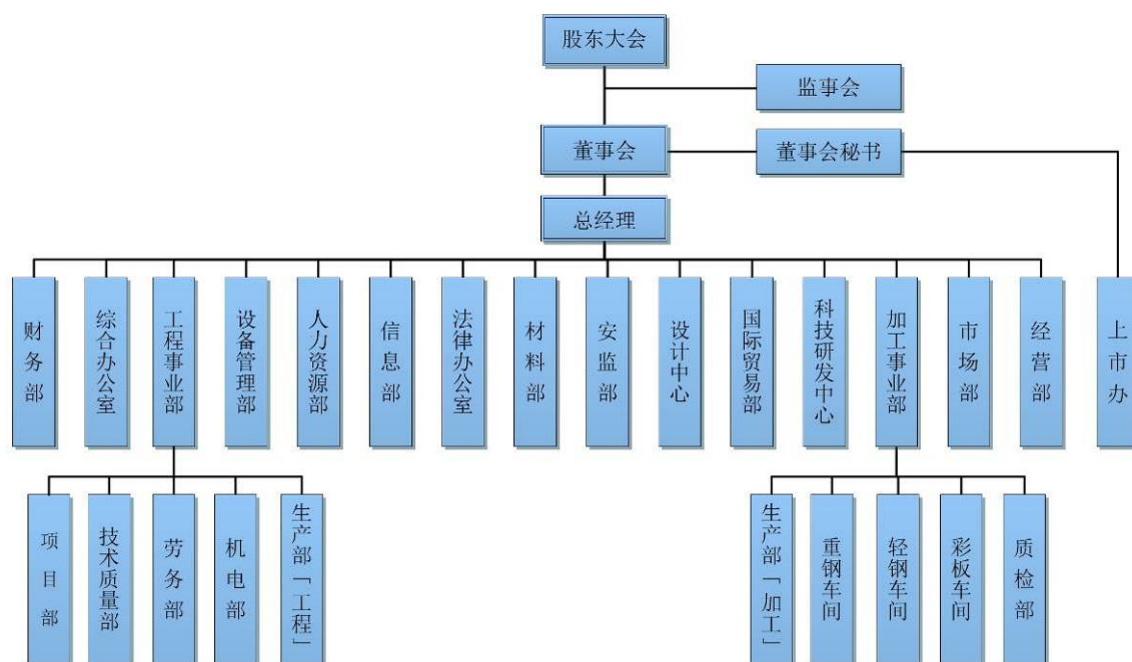 股东大会
监事会
董事会
董事会秘书
总经理
财务部
综合办公室
工程事业部
设备管理部
人力资源部
信息部
法律办公室
材料部
安监部
设计中心
国际贸易部
科技研发中心
加工事业部
市场部
经营部
上市办
项目部
技术质量部
劳务部
机电部
生产部「工程」
生产部「加工」
重钢车间
轻钢车间
彩板车间
质检部